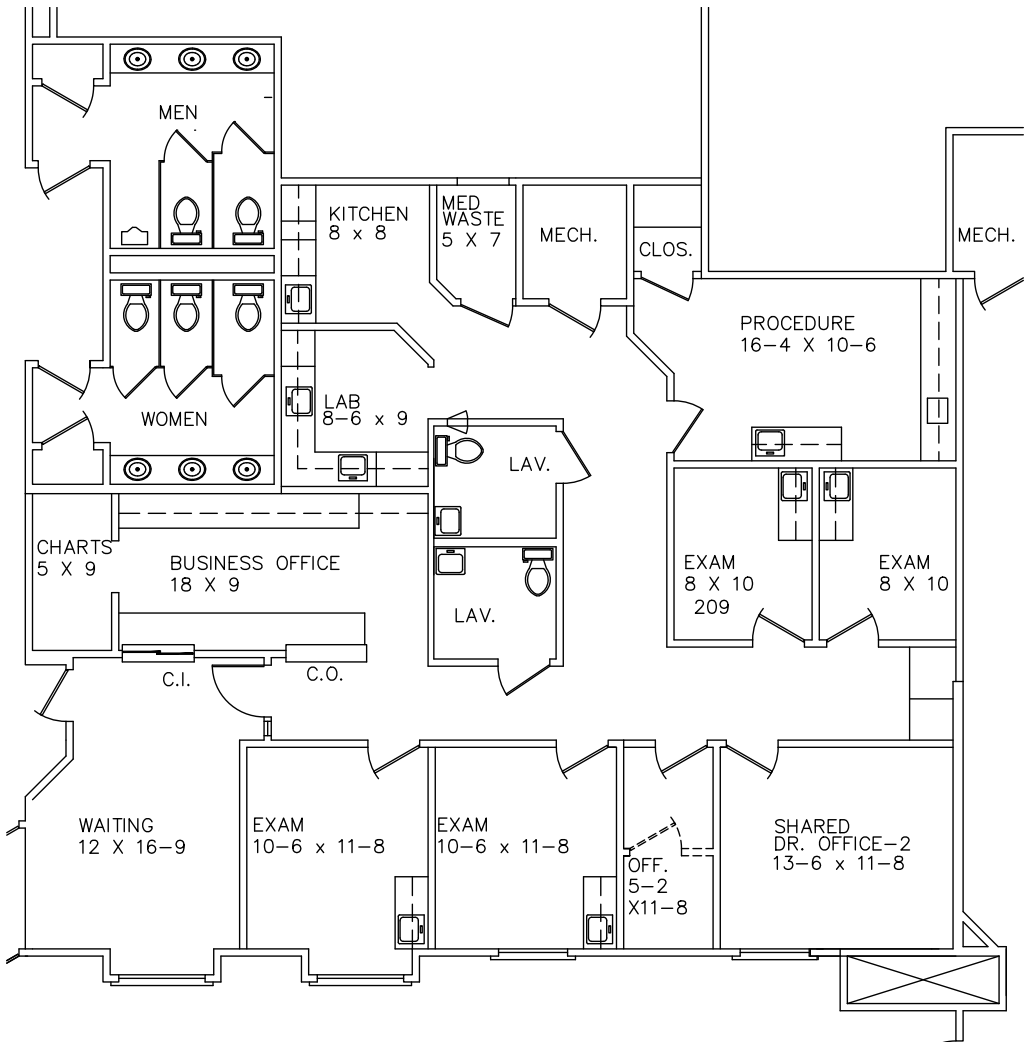 MEN
KITCHEN
8 x 8
MED
WASTE
5 X 7
MECH.
CLOS.
MECH.
PROCEDURE
16-4 X 10-6
WOMEN
LAB
8-6 x 9
LAV.
CHARTS
5 X 9
BUSINESS OFFICE
18 X 9
LAV.
EXAM
8 X 10
209
EXAM
8 X 10
C.I.
C.O.
WAITING
12 X 16-9
EXAM
10-6 x 11-8
EXAM
10-6 x 11-8
OFF.
5-2
X11-8
SHARED
DR. OFFICE-2
13-6 x 11-8